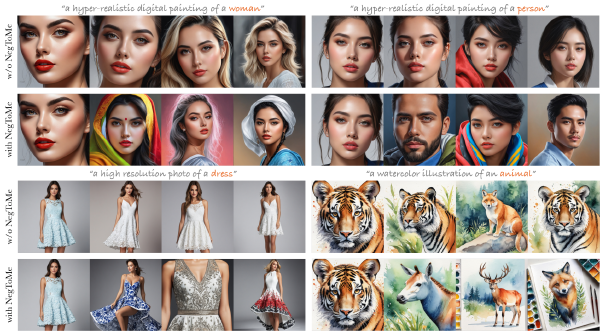 "a hyper-realistic digital painting of a woman"
"a hyper-realistic digital painting of a person"
w/o NegToMe
with NegToMe
"a high resolution photo of a dress"
"a watercolor illustration of an animal"
w/o NegToMe
with NegToMe